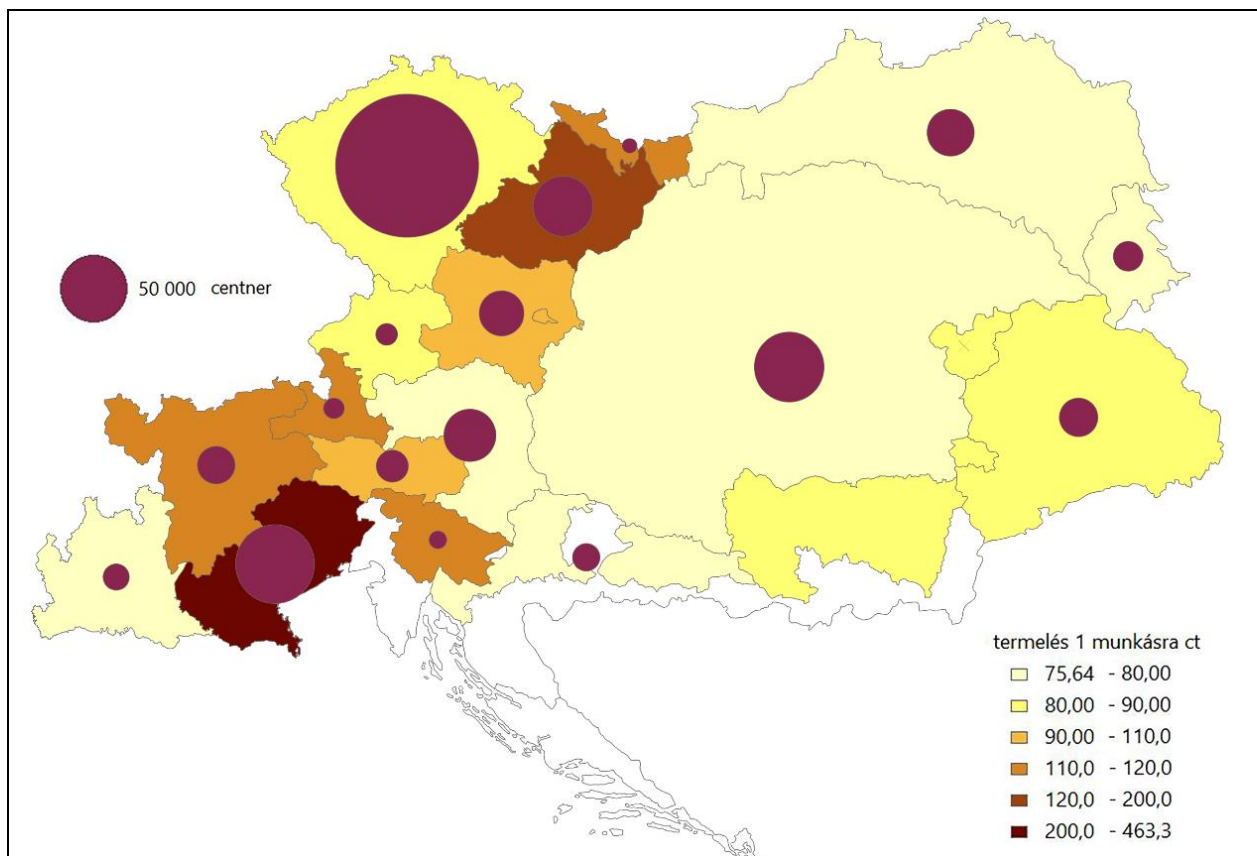 50 000 centner
termelés 1 munkásra ct
75,64 - 80,00
80,00 - 90,00
90,00 - 110,0
110,0 - 120,0
120,0 - 200,0
200,0 - 463,3